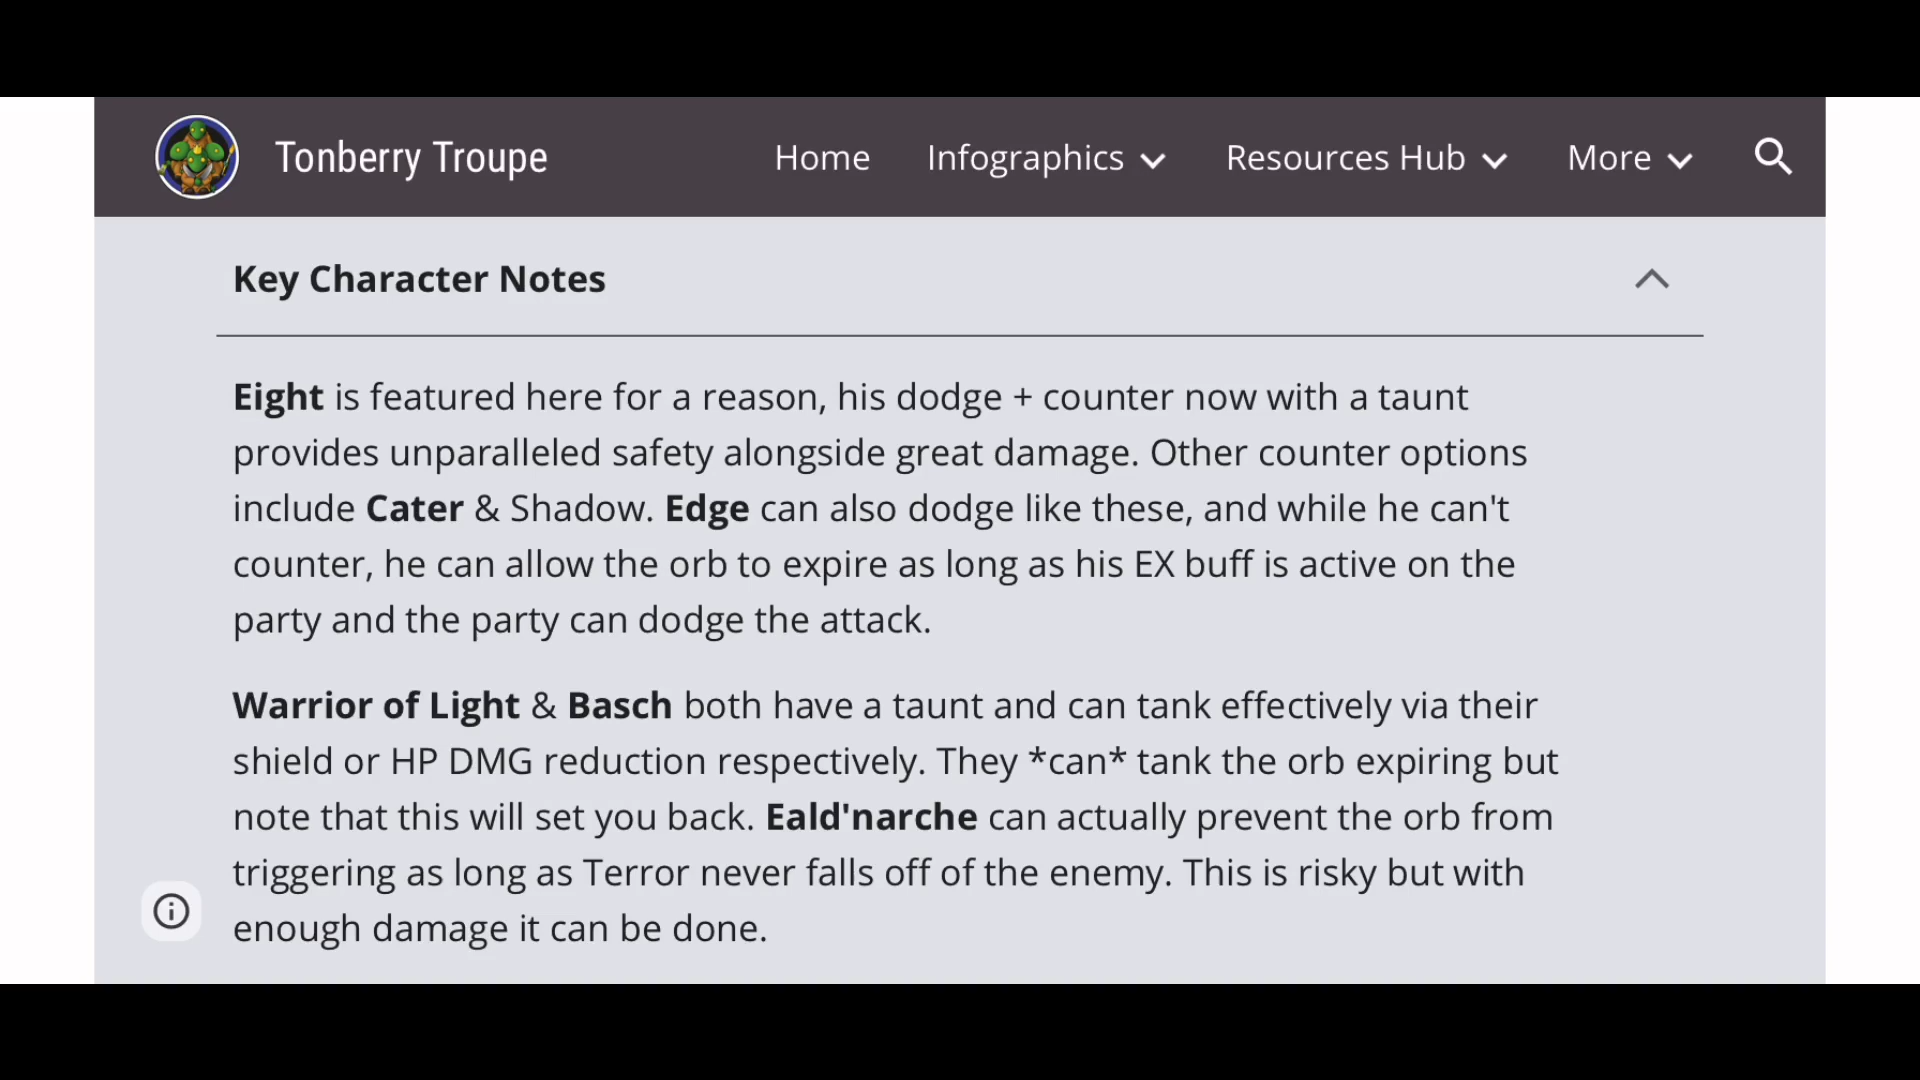 Tonberry Troupe
Home
Infographics
Resources Hub
More
Key Character Notes
Eight is featured here for a reason, his dodge + counter now with a taunt
provides unparalleled safety alongside great damage. Other counter options
include Cater & Shadow. Edge can also dodge like these, and while he can't
counter, he can allow the orb to expire as long as his EX buff is active on the
party and the party can dodge the attack.
Warrior of Light & Basch both have a taunt and can tank effectively via their
shield or HP DMG reduction respectively. They *can* tank the orb expiring but
note that this will set you back. Eald'narche can actually prevent the orb from
triggering as long as Terror never falls off of the enemy. This is risky but with
enough damage it can be done.